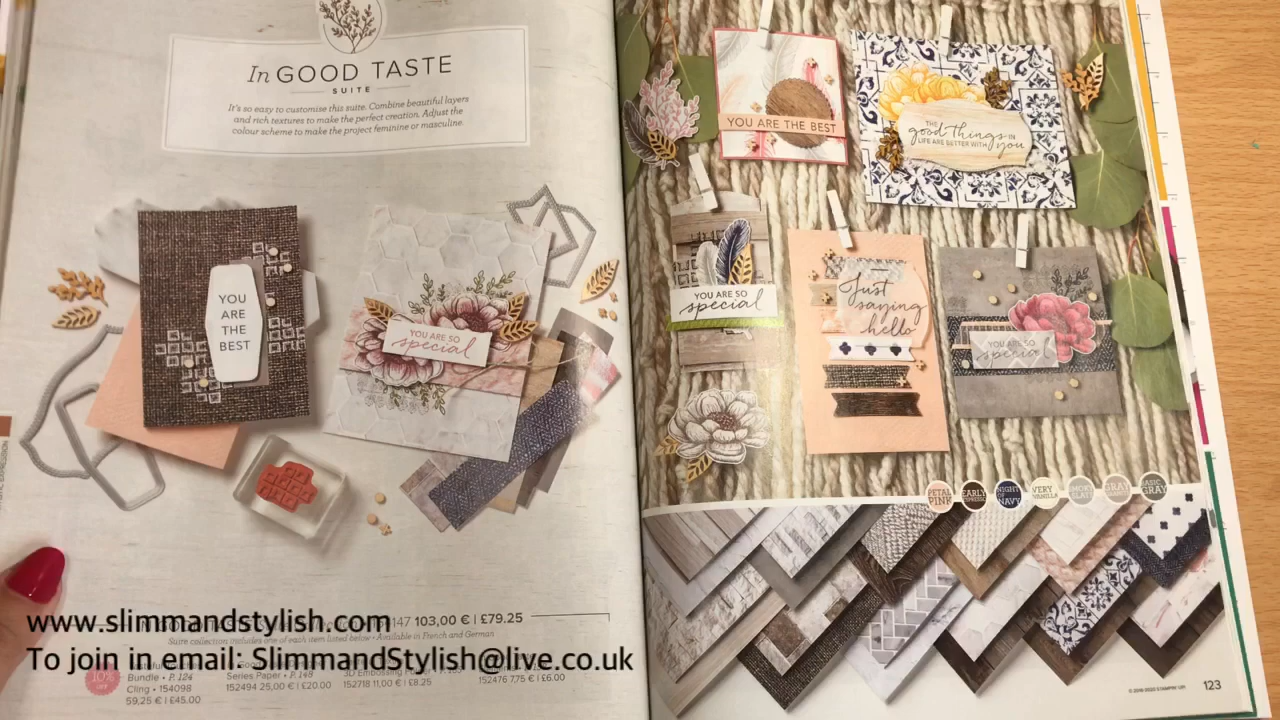 In GOOD TASTE
SUITE
It's so easy to customise this suite. Combine beautiful layers
and rich textures to make the perfect creation. Adjust the
colour scheme to make the project feminine or masculine.
YOU
ARE
THE
BEST
YOU ARE SO
special
147 103,00 € | £79.25
Suite collection includes one of each item listed below • Available in French and German
www.slimmandstylish.com
To join in email: SlimmandStylish@live.co.uk
10%
OFF
Bundle • P. 124
Cling • 154098
59,25 € | £45.00
Series Paper • P. 148
152494 25,00 € | £20.00
3D Embossing
152718 11,00 € | £8.25
152476 7,75 € | £6.00
YOU ARE THE BEST
THE good things IN
LIFE ARE BETTER WITH you
YOU ARE SO
special
Just
saying
hello
YOU ARE SO
special
PETAL
PINK
EARLY
ESPRESSO
NIGHT
OF
NAVY
VERY
VANILLA
SMOKY
SLATE
GRAY
GRANITE
BASIC
GRAY
© 2019-2020 STAMPIN' UP!
123